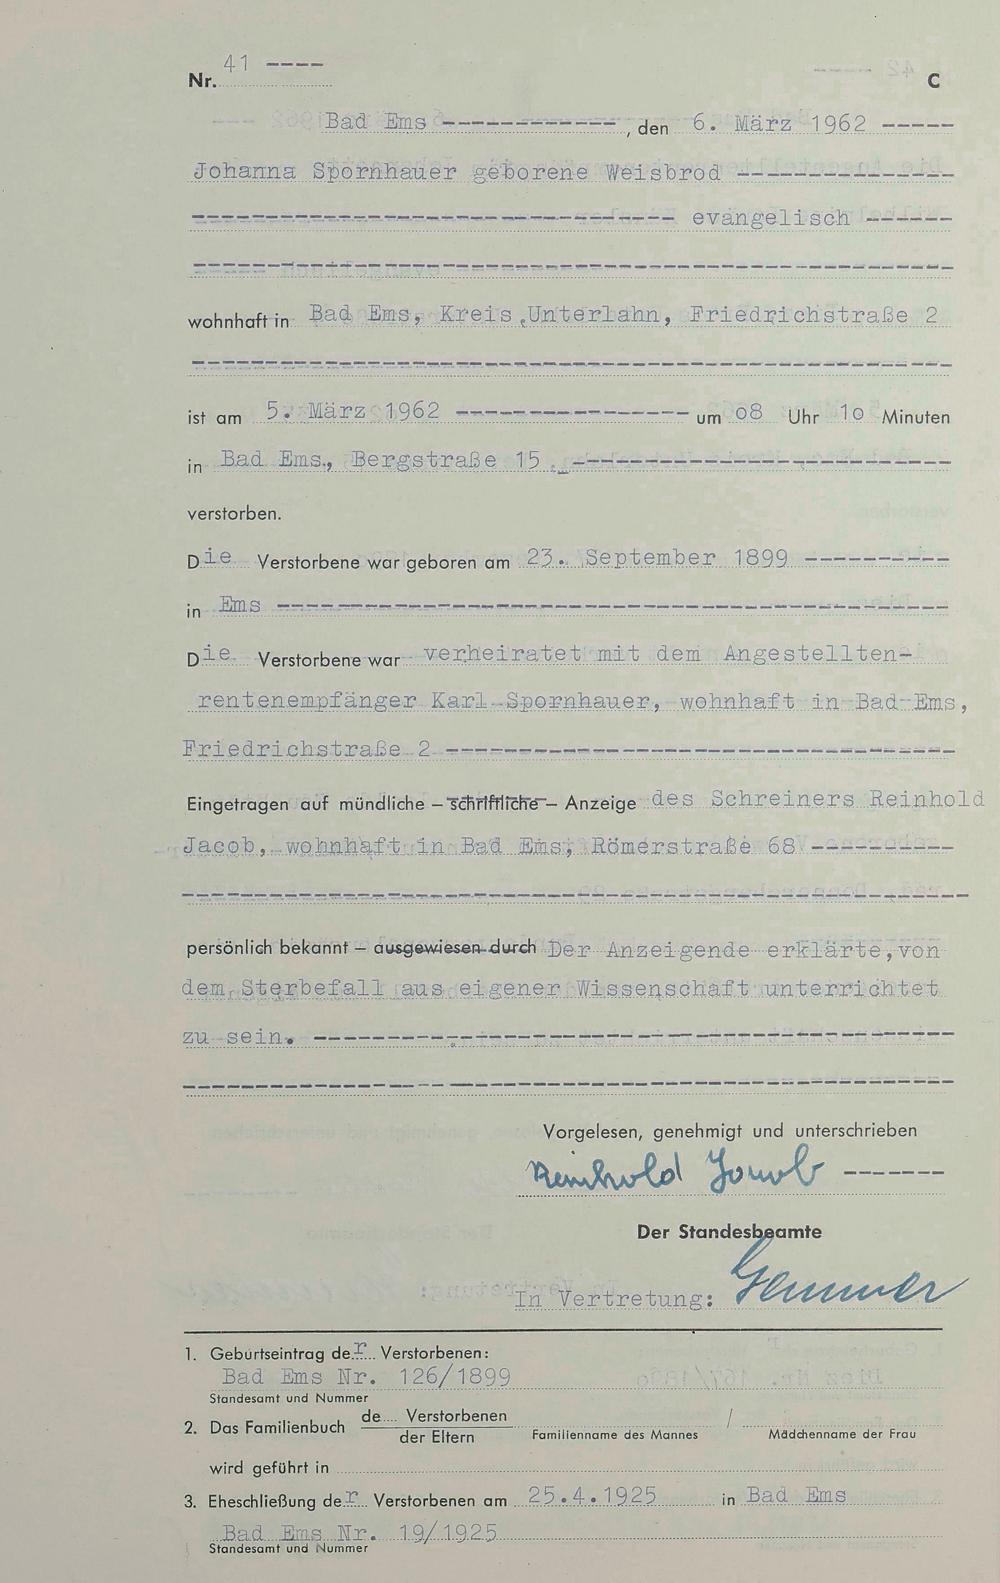 Nr. 41 ---- C
Bad Ems ------------, den 6. März 1962 -----
Johanna Spornhauer geborene Weisbrod ---------------
--------------------------------- evangelisch ------
----------------------------------------------------
wohnhaft in Bad Ems, Kreis Unterlahn, Friedrichstraße 2
----------------------------------------------------
ist am 5. März 1962 ---------------- um 08 Uhr 10 Minuten
in Bad Ems, Bergstraße 15 --------------------------
verstorben.
Die Verstorbene war geboren am 23. September 1899 ----------
in Ems ----------------------------------------------
Die Verstorbene war verheiratet mit dem Angestellten-
rentenempfänger Karl Spornhauer, wohnhaft in Bad Ems,
Friedrichstraße 2 -----------------------------------
Eingetragen auf mündliche – schriftliche – Anzeige des Schreiners Reinhold
Jacob, wohnhaft in Bad Ems, Römerstraße 68 ----------
-----------------------------------------------------
persönlich bekannt – ausgewiesen durch Der Anzeigende erklärte, von
dem Sterbefall aus eigener Wissenschaft unterrichtet
zu sein. --------------------------------------------
-----------------------------------------------------
Vorgelesen, genehmigt und unterschrieben
Reinhold Jacob -------
Der Standesbeamte
In Vertretung: Gemmer
1. Geburtseintrag der Verstorbenen:
Bad Ems Nr. 126/1899
Standesamt und Nummer
2. Das Familienbuch de.... Verstorbenen /
der Eltern Familienname des Mannes Mädchenname der Frau
wird geführt in
3. Eheschließung der Verstorbenen am 25.4.1925 in Bad Ems
Bad Ems Nr. 19/1925
Standesamt und Nummer